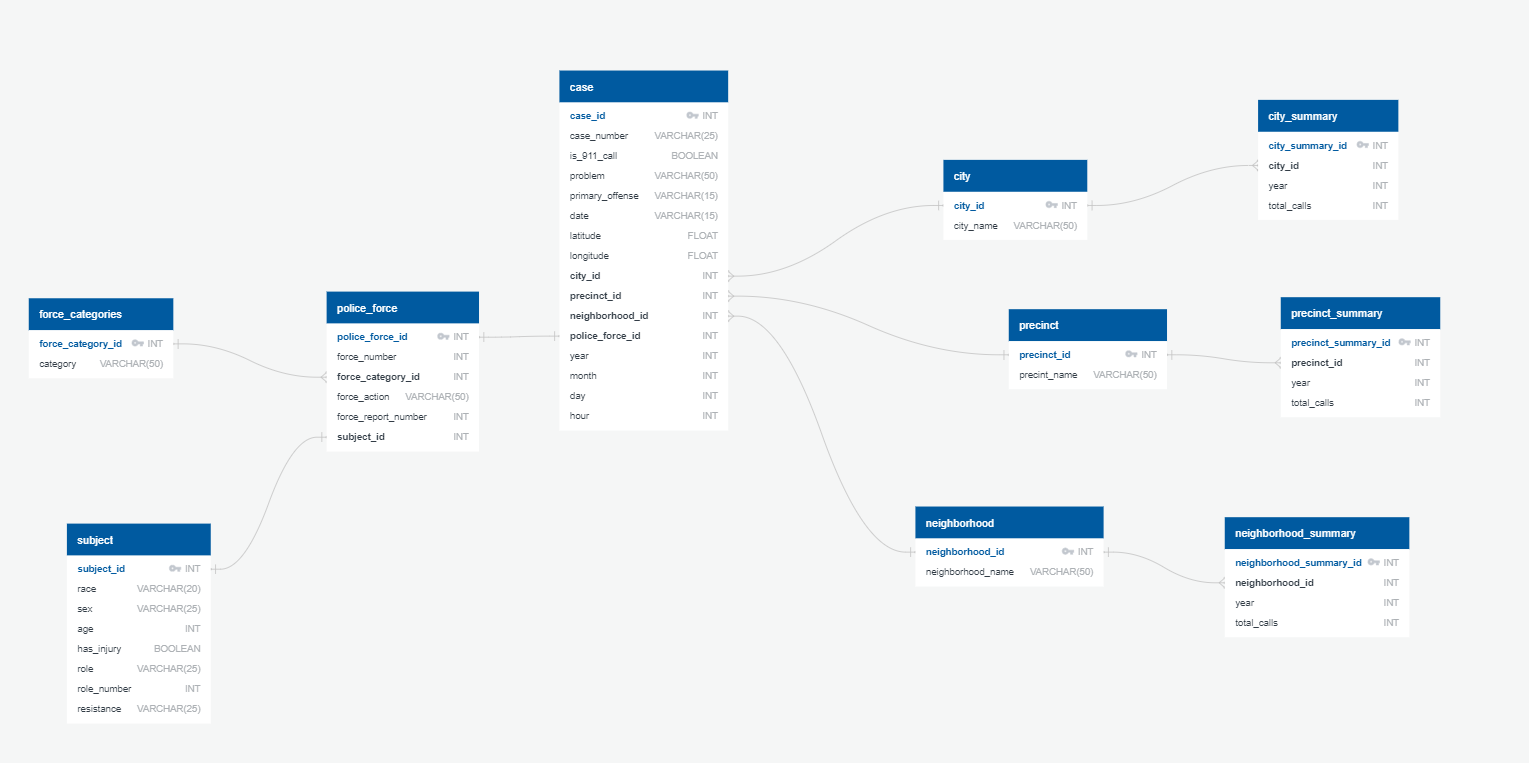 case
case_id INT
case_number VARCHAR(25)
is_911_call BOOLEAN
problem VARCHAR(50)
primary_offense VARCHAR(15)
date VARCHAR(15)
latitude FLOAT
longitude FLOAT
city_id INT
precinct_id INT
neighborhood_id INT
police_force_id INT
year INT
month INT
day INT
hour INT
city_summary
city_summary_id INT
city_id INT
year INT
total_calls INT
city
city_id INT
city_name VARCHAR(50)
force_categories
force_category_id INT
category VARCHAR(50)
police_force
police_force_id INT
force_number INT
force_category_id INT
force_action VARCHAR(50)
force_report_number INT
subject_id INT
precinct
precinct_id INT
precint_name VARCHAR(50)
precinct_summary
precinct_summary_id INT
precinct_id INT
year INT
total_calls INT
subject
subject_id INT
race VARCHAR(20)
sex VARCHAR(25)
age INT
has_injury BOOLEAN
role VARCHAR(25)
role_number INT
resistance VARCHAR(25)
neighborhood
neighborhood_id INT
neighborhood_name VARCHAR(50)
neighborhood_summary
neighborhood_summary_id INT
neighborhood_id INT
year INT
total_calls INT